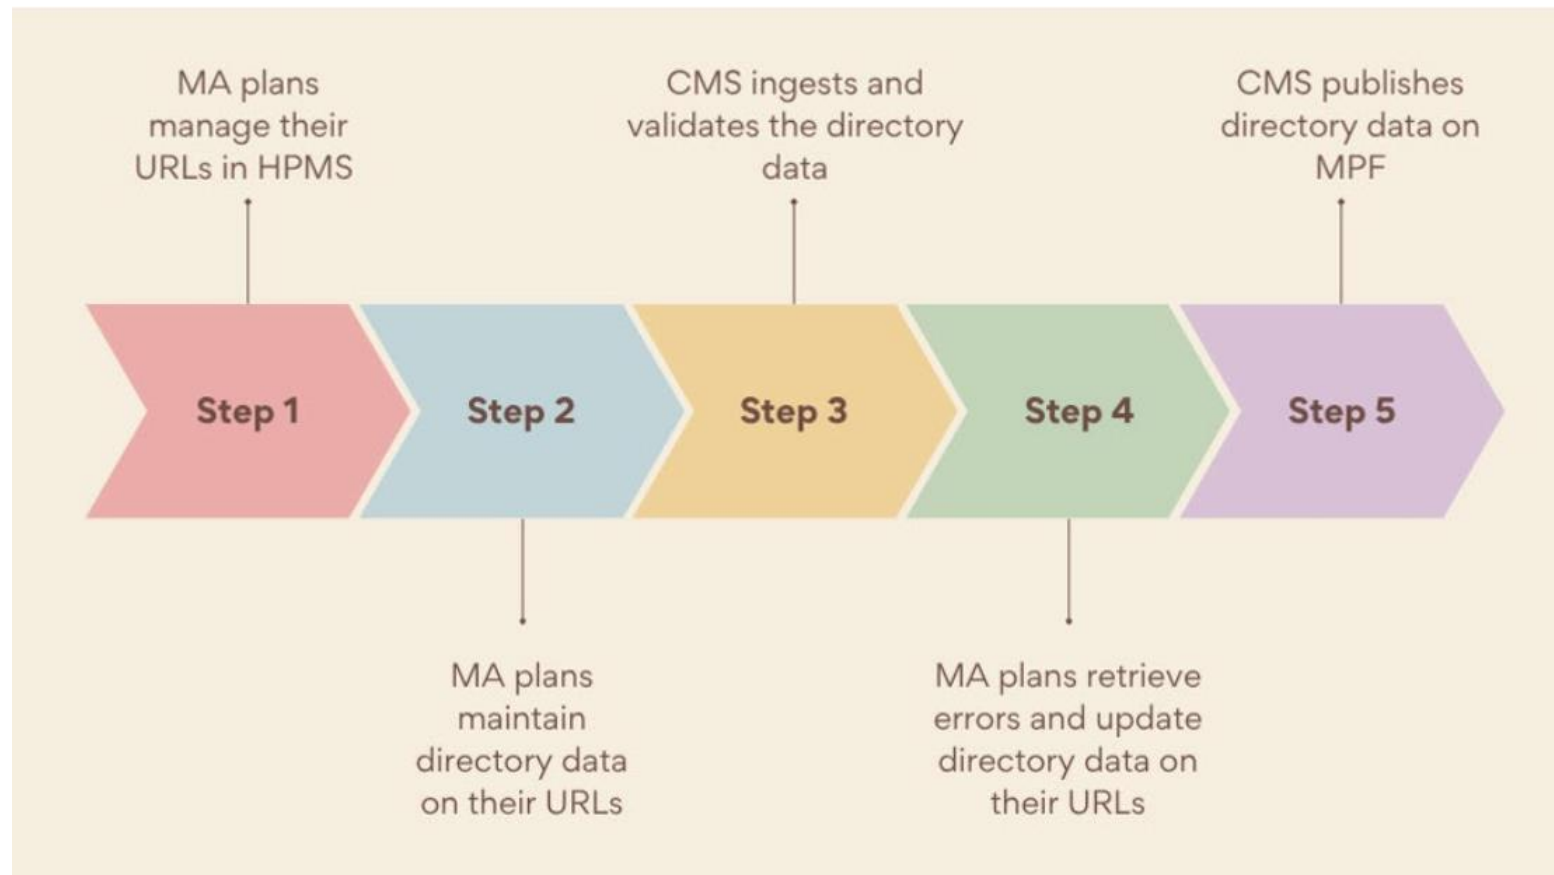 MA plans
manage their
URLs in HPMS
CMS ingests and
validates the directory
data
CMS publishes
directory data on
MPF
Step 1
Step 2
Step 3
Step 4
Step 5
MA plans
maintain
directory data
on their URLs
MA plans retrieve
errors and update
directory data on
their URLs